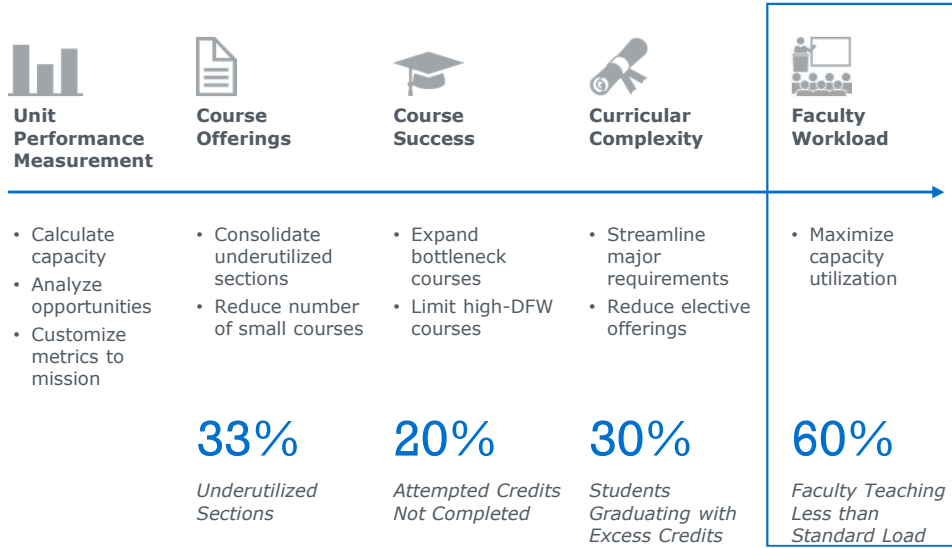 Unit
Performance
Measurement
Course
Offerings
Course
Success
Curricular
Complexity
Faculty
Workload
• Calculate
capacity
• Analyze
opportunities
• Customize
metrics to
mission
• Consolidate
underutilized
sections
• Reduce number
of small courses
• Expand
bottleneck
courses
• Limit high-DFW
courses
• Streamline
major
requirements
• Reduce elective
offerings
• Maximize
capacity
utilization
33%
Underutilized
Sections
20%
Attempted Credits
Not Completed
30%
Students
Graduating with
Excess Credits
60%
Faculty Teaching
Less than
Standard Load